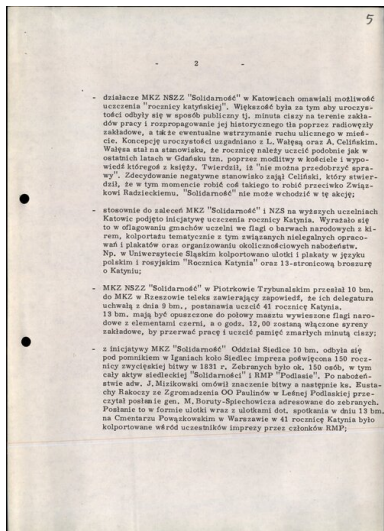 5
- 2 -
- działacze MKZ NSZZ "Solidarność" w Katowicach omawiali możliwość
uczczenia "rocznicy katyńskiej". Większość była za tym aby uroczys-
tości odbyły się w sposób publiczny tj. minuta ciszy na terenie zakła-
dów pracy i rozpropagowanie jej historycznego tła poprzez radiowęzły
zakładowe, a także ewentualne wstrzymanie ruchu ulicznego w mieś-
cie. Koncepcję uroczystości uzgadniano z L. Wałęsą oraz A. Celińskim.
Wałęsa stał na stanowisku, że rocznicę należy uczcić podobnie jak w
ostatnich latach w Gdańsku tzn. poprzez modlitwy w kościele i wypo-
wiedź któregoś z księży. Twierdził, iż "nie można przedobrzyć spra-
wy". Zdecydowanie negatywne stanowisko zajął Celiński, który stwier-
dził, że w tym momencie robić coś takiego to robić przeciwko Związ-
kowi Radzieckiemu. "Solidarność" nie może wchodzić w tę akcję;
- stosownie do zaleceń MKZ "Solidarność" i NZS na wyższych uczelniach
Katowic podjęto inicjatywę uczczenia rocznicy Katynia. Wyrażało się
to w oflagowaniu gmachów uczelni we flagi o barwach narodowych z ki-
rem, kolportażu tematycznie z tym związanych nielegalnych opraco-
wań i plakatów oraz organizowaniu okolicznościowych nabożeństw.
Np. w Uniwersytecie Śląskim kolportowano ulotki i plakaty w języku
polskim i rosyjskim "Rocznica Katynia" oraz 13-stronicową broszurę
o Katyniu;
- MKZ NSZZ "Solidarność" w Piotrkowie Trybunalskim przesłał 10 bm.
do MKZ w Rzeszowie teleks zawierający zapowiedź, że ich delegatura
uchwałą z dnia 9 bm., postanawia uczcić 41 rocznicę Katynia.
13 bm. mają być opuszczone do połowy masztu wywieszone flagi naro-
dowe z elementami czerni, a o godz. 12,00 zostaną włączone syreny
zakładowe, by przerwać pracę i uczcić pamięć zmarłych minutą ciszy;
- z inicjatywy MKZ "Solidarność" Oddział Siedlce 10 bm. odbyła się
pod pomnikiem w Iganiach koło Siedlec impreza poświęcona 150 rocz-
nicy zwycięskiej bitwy w 1831 r. Zebranych było ok. 150 osób, w tym
cały aktyw siedleckiej "Solidarności" i RMP "Podlasie". Po nabożeń-
stwie adw. J. Mizikowski omówił znaczenie bitwy a następnie ks. Eusta-
chy Rakoczy ze Zgromadzenia OO Paulinów w Leśnej Podlaskiej prze-
czytał posłanie gen. M. Boruty-Spiechowicza adresowane do zebranych.
Posłanie to w formie ulotki wraz z ulotkami dot. spotkania w dniu 13 bm.
na Cmentarzu Powązkowskim w Warszawie w 41 rocznicę Katynia było
kolportowane wśród uczestników imprezy przez członków RMP;